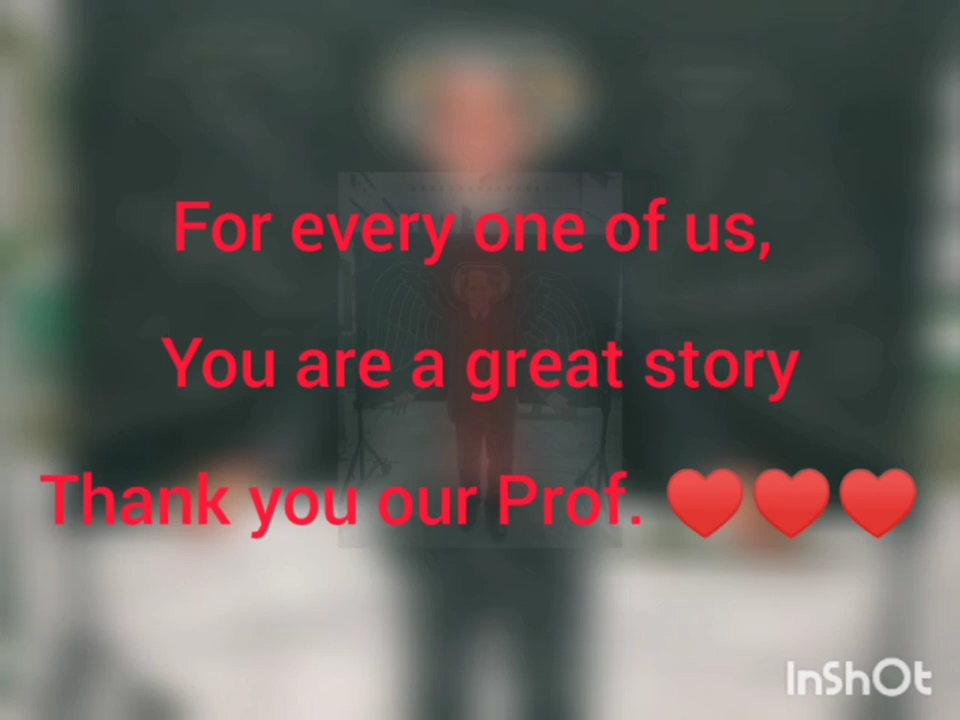 For every one of us,
You are a great story
Thank you our Prof. ♥️♥️♥️
InShOt